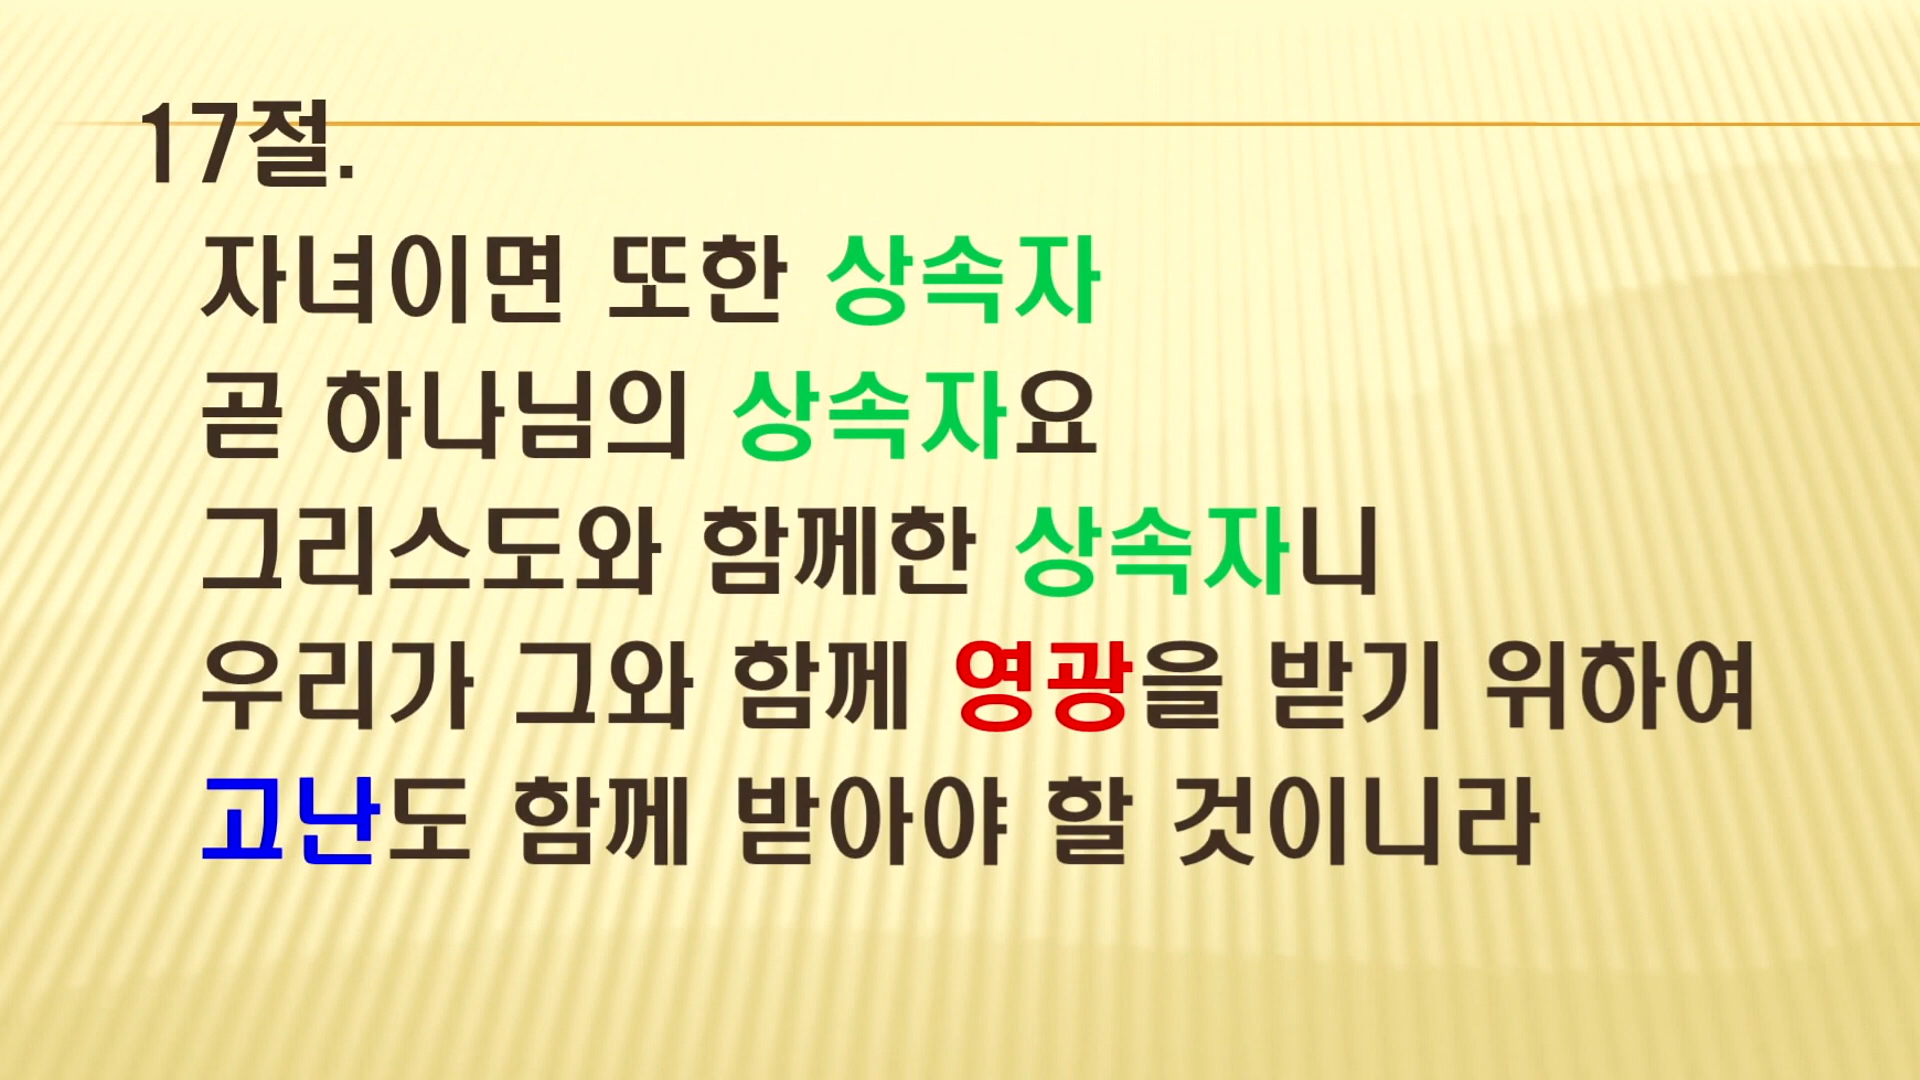 17절.
자녀이면 또한 상속자
곧 하나님의 상속자요
그리스도와 함께한 상속자니
우리가 그와 함께 영광을 받기 위하여
고난도 함께 받아야 할 것이니라